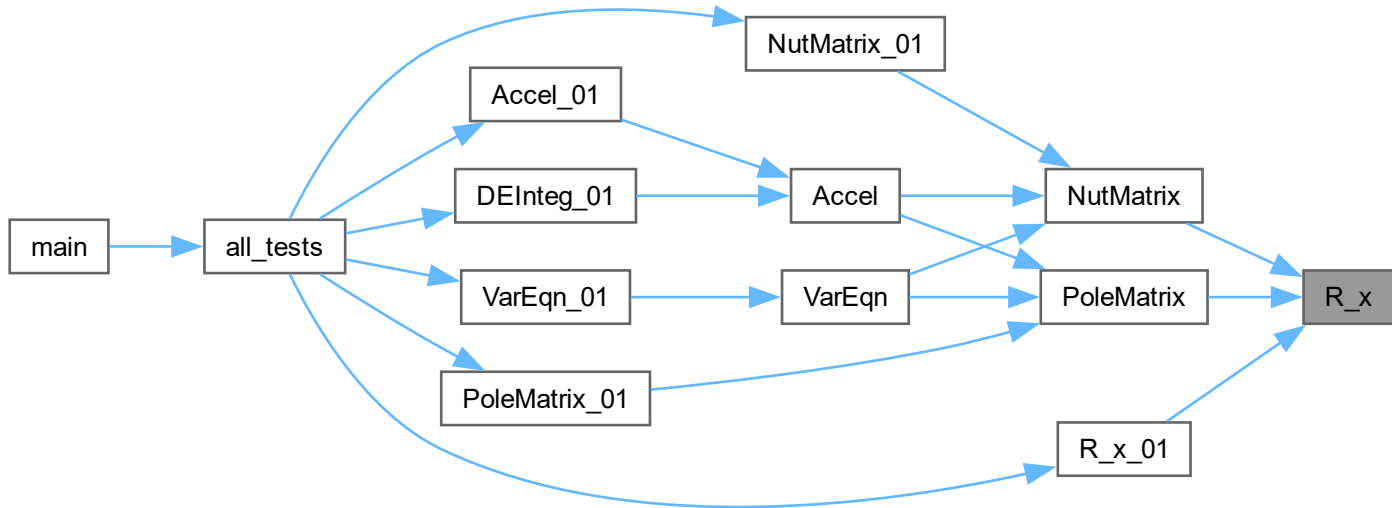 NutMatrix_01
Accel_01
DEInteg_01
Accel
NutMatrix
main
all_tests
VarEqn_01
VarEqn
PoleMatrix
R_x
PoleMatrix_01
R_x_01